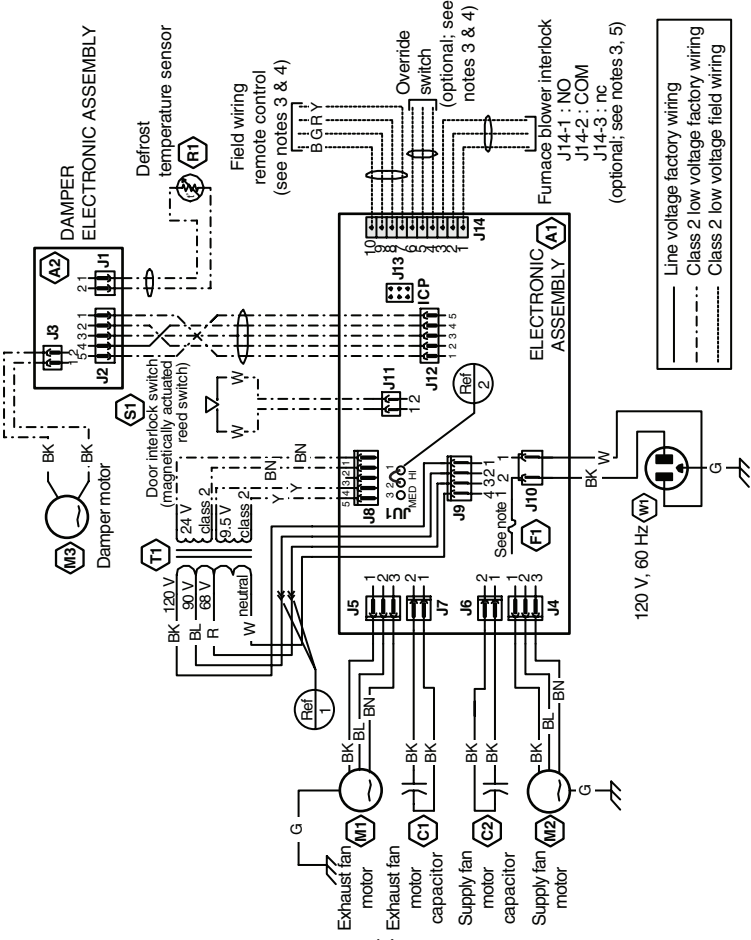 DAMPER
ELECTRONIC ASSEMBLY
A2
J3
2 1
J2
5 4 3 2 1
J1
2 1
Defrost
temperature sensor
R1
t°
BK
BK
M3
Damper motor
S1
Door interlock switch
(magnetically actuated
reed switch)
W
W
Field wiring
remote control
(see notes 3 & 4)
B G R Y
Override
switch
(optional; see
notes 3 & 4)
Furnace blower interlock
J14-1 : NO
J14-2 : COM
J14-3 : nc
(optional; see notes 3, 5)
T1
24 V
class 2
9.5 V
class 2
BN
BN
Y
Y
BK
120 V
BL
90 V
R
68 V
W
neutral
Ref
1
J8
5 4 3 2 1
JU1
3 2 1
MED HI
J11
1 2
Ref
2
J12
1 2 3 4 5
J13
ICP
J14
10
9
8
7
6
5
4
3
2
1
ELECTRONIC
ASSEMBLY
A1
J9
4 3 2 1
See note 1
F1
2 1
J10
BK
W
120 V, 60 Hz
W1
G
J5
1
2
3
J7
2
1
J6
2
1
J4
1
2
3
G
BK
BL
BN
M1
Exhaust fan
motor
BK
BK
C1
Exhaust fan
motor
capacitor
BK
BK
C2
Supply fan
motor
capacitor
BK
BL
BN
M2
Supply fan
motor
G
Line voltage factory wiring
Class 2 low voltage factory wiring
Class 2 low voltage field wiring